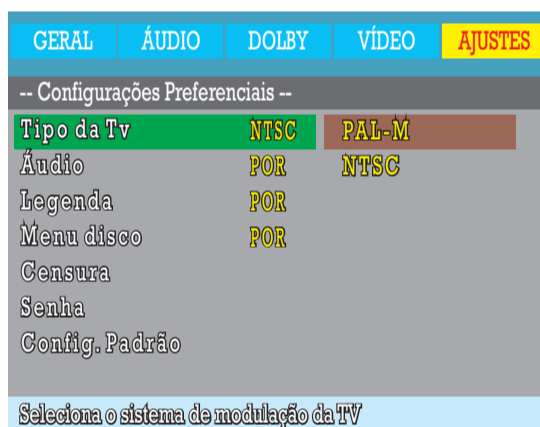 GERAL ÁUDIO DOLBY VÍDEO AJUSTES
-- Configurações Preferenciais --
Tipo da Tv NTSC PAL-M
Áudio POR NTSC
Legenda POR
Menu disco POR
Censura
Senha
Config. Padrão
Seleciona o sistema de modulação da TV